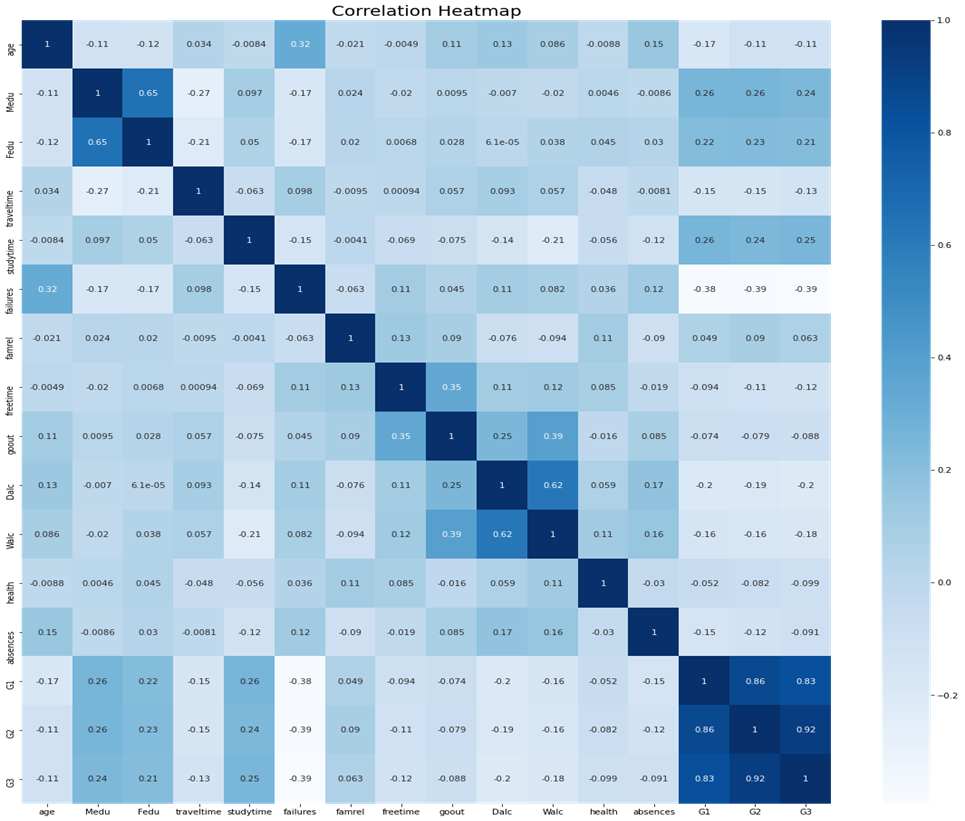 Correlation Heatmap
age 1 -0.11 -0.12 0.034 -0.0084 0.32 -0.021 -0.0049 0.11 0.13 0.086 -0.0088 0.15 -0.17 -0.11 -0.11
Medu -0.11 1 0.65 -0.27 0.097 -0.17 0.024 -0.02 0.0095 -0.007 -0.02 0.0046 -0.0086 0.26 0.26 0.24
Fedu -0.12 0.65 1 -0.21 0.05 -0.17 0.02 0.0068 0.028 6.1e-05 0.038 0.045 0.03 0.22 0.23 0.21
traveltime 0.034 -0.27 -0.21 1 -0.063 0.098 -0.0095 0.00094 0.057 0.093 0.057 -0.048 -0.0081 -0.15 -0.15 -0.13
studytime -0.0084 0.097 0.05 -0.063 1 -0.15 -0.0041 -0.069 -0.075 -0.14 -0.21 -0.056 -0.12 0.26 0.24 0.25
failures 0.32 -0.17 -0.17 0.098 -0.15 1 -0.063 0.11 0.045 0.11 0.082 0.036 0.12 -0.38 -0.39 -0.39
famrel -0.021 0.024 0.02 -0.0095 -0.0041 -0.063 1 0.13 0.09 -0.076 -0.094 0.11 -0.09 0.049 0.09 0.063
freetime -0.0049 -0.02 0.0068 0.00094 -0.069 0.11 0.13 1 0.35 0.11 0.12 0.085 -0.019 -0.094 -0.11 -0.12
goout 0.11 0.0095 0.028 0.057 -0.075 0.045 0.09 0.35 1 0.25 0.39 -0.016 0.085 -0.074 -0.079 -0.088
Dalc 0.13 -0.007 6.1e-05 0.093 -0.14 0.11 -0.076 0.11 0.25 1 0.62 0.059 0.17 -0.2 -0.19 -0.2
Walc 0.086 -0.02 0.038 0.057 -0.21 0.082 -0.094 0.12 0.39 0.62 1 0.11 0.16 -0.16 -0.16 -0.18
health -0.0088 0.0046 0.045 -0.048 -0.056 0.036 0.11 0.085 -0.016 0.059 0.11 1 -0.03 -0.052 -0.082 -0.099
absences 0.15 -0.0086 0.03 -0.0081 -0.12 0.12 -0.09 -0.019 0.085 0.17 0.16 -0.03 1 -0.15 -0.12 -0.091
G1 -0.17 0.26 0.22 -0.15 0.26 -0.38 0.049 -0.094 -0.074 -0.2 -0.16 -0.052 -0.15 1 0.86 0.83
G2 -0.11 0.26 0.23 -0.15 0.24 -0.39 0.09 -0.11 -0.079 -0.19 -0.16 -0.082 -0.12 0.86 1 0.92
G3 -0.11 0.24 0.21 -0.13 0.25 -0.39 0.063 -0.12 -0.088 -0.2 -0.18 -0.099 -0.091 0.83 0.92 1
age Medu Fedu traveltime studytime failures famrel freetime goout Dalc Walc health absences G1 G2 G3
1.0
0.8
0.6
0.4
0.2
0.0
−0.2